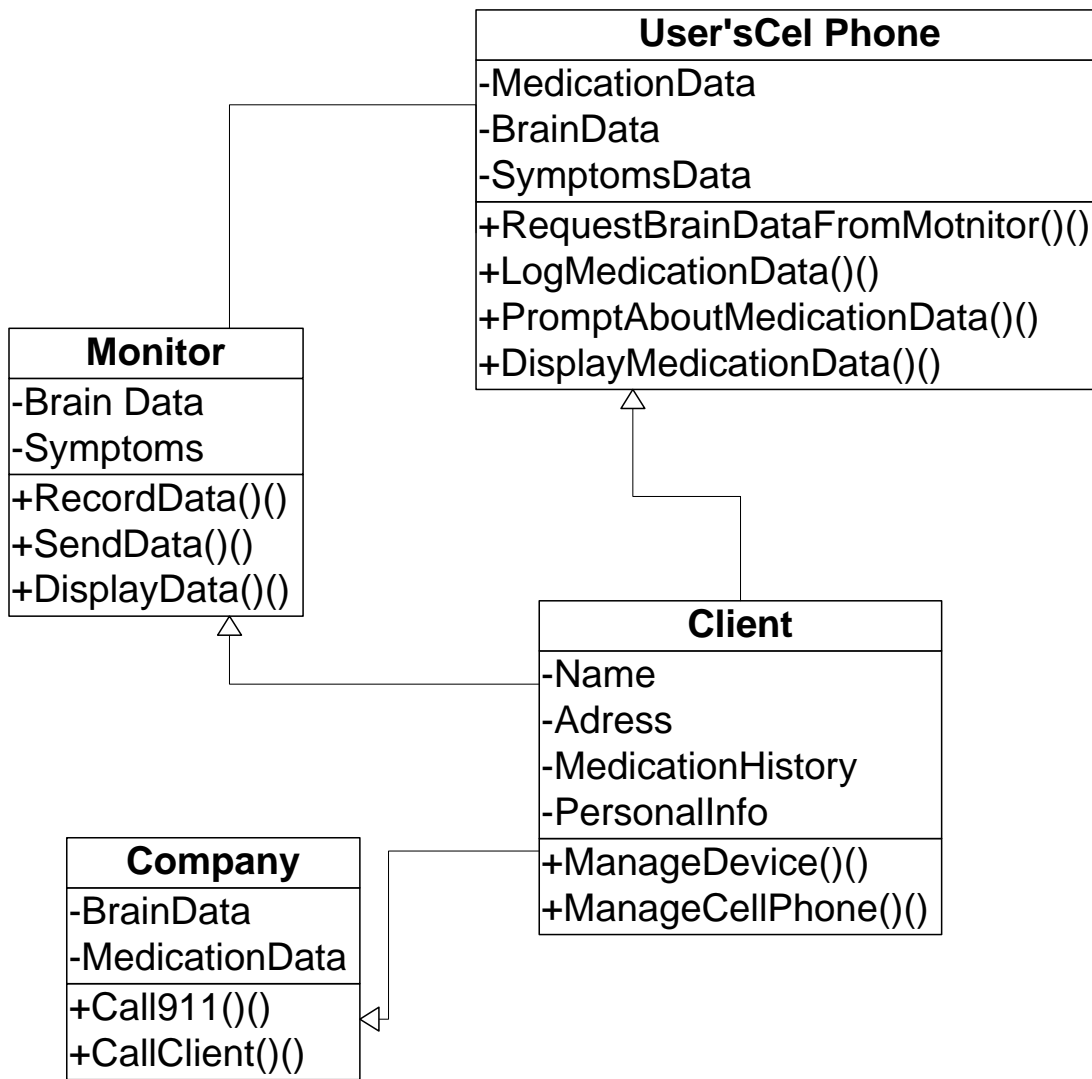 User'sCel Phone
-MedicationData
-BrainData
-SymptomsData
+RequestBrainDataFromMotnitor()()
+LogMedicationData()()
+PromptAboutMedicationData()()
+DisplayMedicationData()()
Monitor
-Brain Data
-Symptoms
+RecordData()()
+SendData()()
+DisplayData()()
Client
-Name
-Adress
-MedicationHistory
-PersonalInfo
+ManageDevice()()
+ManageCellPhone()()
Company
-BrainData
-MedicationData
+Call911()()
+CallClient()()